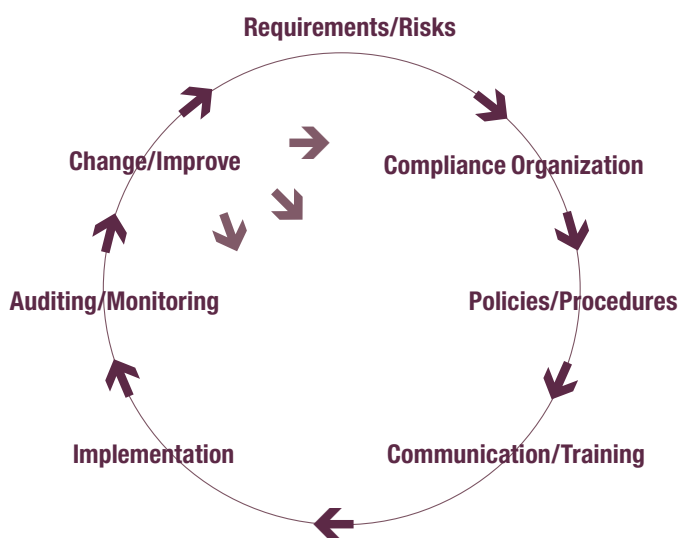 Requirements/Risks
Compliance Organization
Policies/Procedures
Communication/Training
Implementation
Auditing/Monitoring
Change/Improve